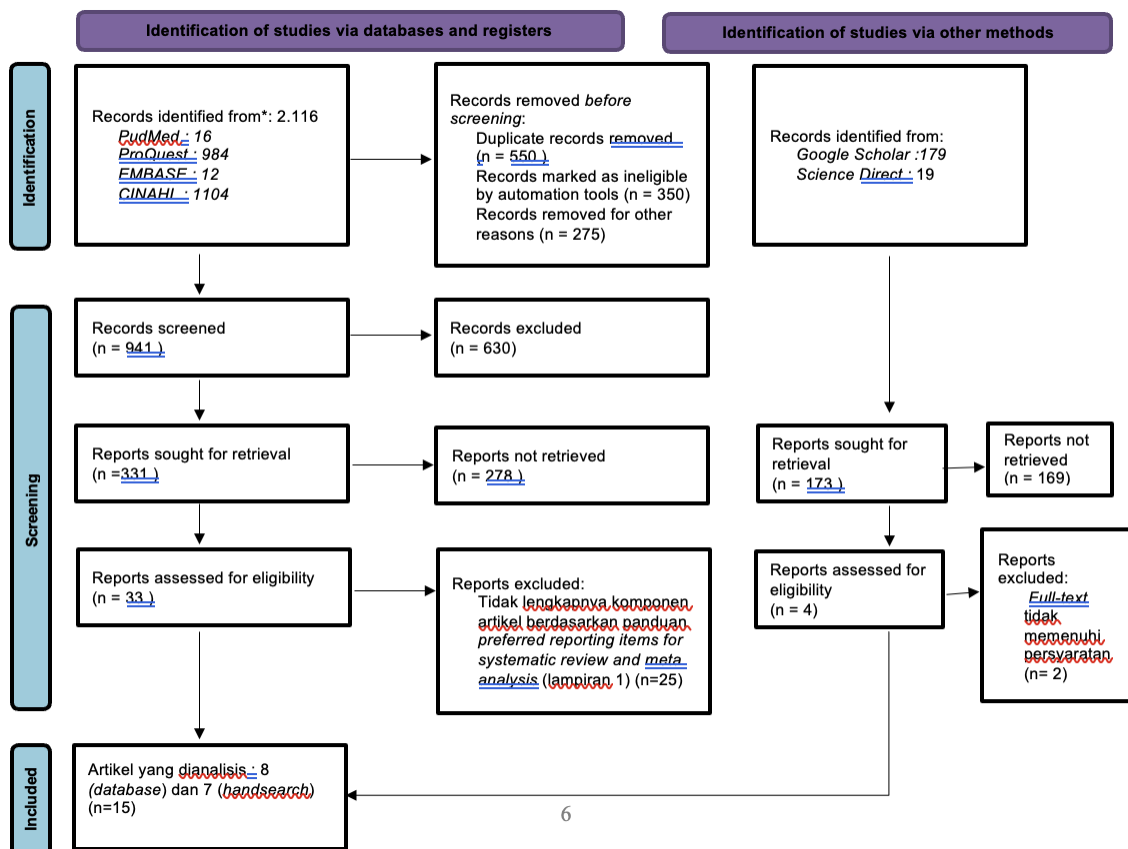 Identification of studies via databases and registers
Identification of studies via other methods
Identification
Records identified from*: 2.116
PudMed : 16
ProQuest : 984
EMBASE : 12
CINAHL : 1104
Records removed before
screening:
Duplicate records removed
(n = 550 )
Records marked as ineligible
by automation tools (n = 350)
Records removed for other
reasons (n = 275)
Records identified from:
Google Scholar :179
Science Direct : 19
Screening
Records screened
(n = 941 )
Records excluded
(n = 630)
Reports sought for retrieval
(n =331 )
Reports not retrieved
(n = 278 )
Reports sought for
retrieval
(n = 173 )
Reports not
retrieved
(n = 169)
Reports assessed for eligibility
(n = 33 )
Reports excluded:
Tidak lengkapnya komponen
artikel berdasarkan panduan
preferred reporting items for
systematic review and meta
analysis (lampiran 1) (n=25)
Reports assessed for
eligibility
(n = 4)
Reports
excluded:
Full-text
tidak
memenuhi
persyaratan
(n= 2)
Included
Artikel yang dianalisis : 8
(database) dan 7 (handsearch)
(n=15)
6